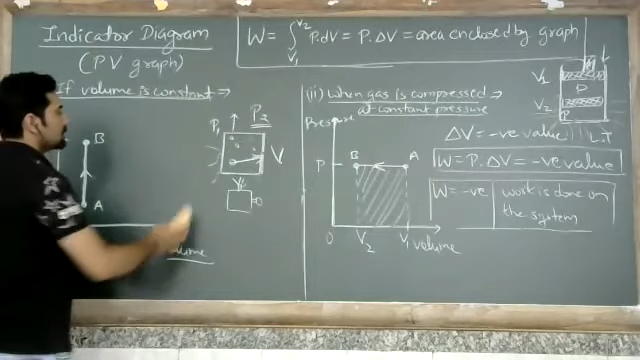 Indicator Diagram
(PV graph)
If volume is constant →
B
A
volume
P₁
P₂
V
W = ∫ᵥ₁ᵛ² P.dV = P.ΔV = area enclosed by graph
(ii) When gas is compressed →
at constant pressure
Pressure
P
B
A
O
V₂
V₁
volume
V₁
V₂
P
P
ΔV = -ve value
W = P.ΔV = -ve value
W = -ve
work is done on
the system